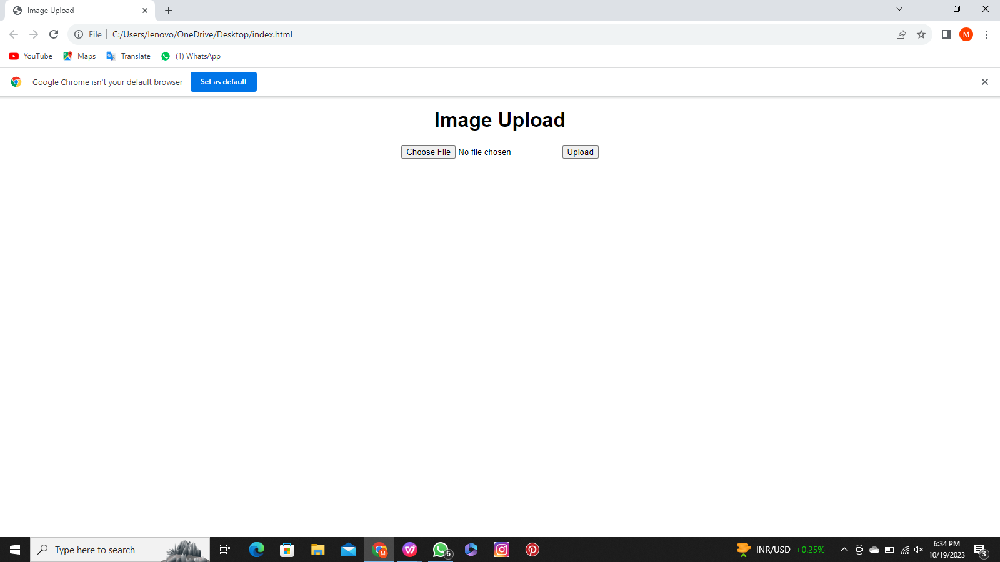 Image Upload
File C:/Users/lenovo/OneDrive/Desktop/index.html
M
YouTube Maps Translate (1) WhatsApp
Google Chrome isn't your default browser Set as default
Image Upload
Choose File No file chosen Upload
Type here to search
M
6
INR/USD +0.25%
6:34 PM
10/19/2023
3